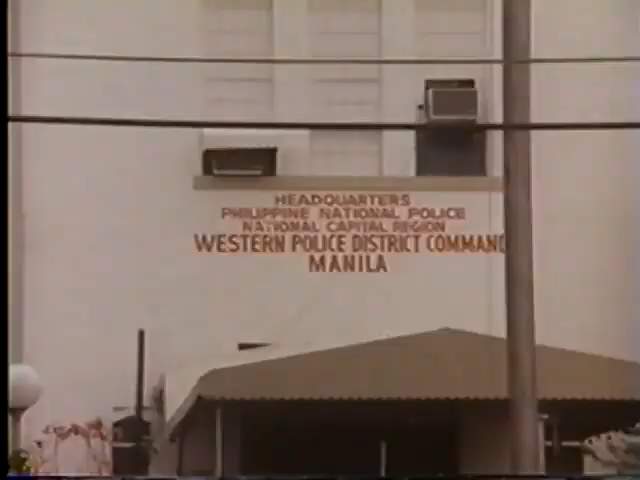 HEADQUARTERS
PHILIPPINE NATIONAL POLICE
NATIONAL CAPITAL REGION
WESTERN POLICE DISTRICT COMMAND
MANILA